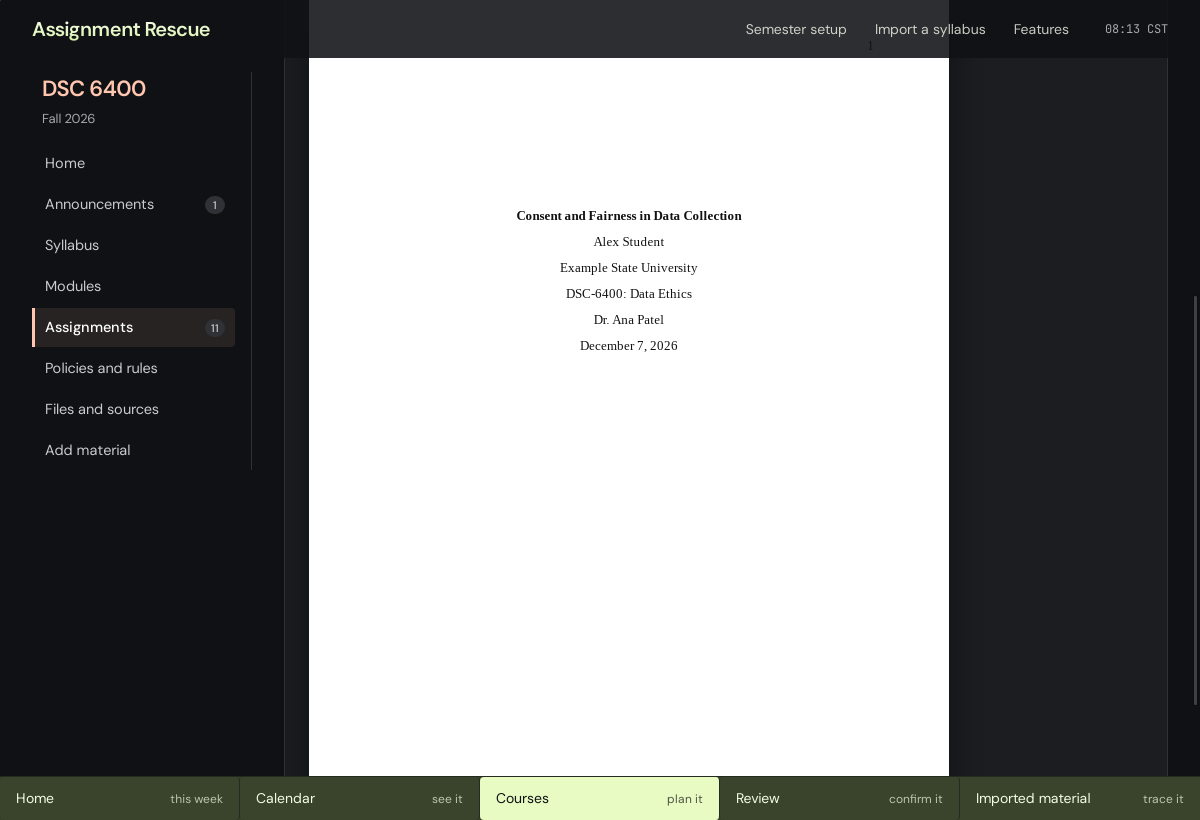 Assignment Rescue
Semester setup Import a syllabus Features 08:13 CST
1
DSC 6400
Fall 2026
Home
Announcements 1
Syllabus
Modules
Assignments 11
Policies and rules
Files and sources
Add material
Consent and Fairness in Data Collection
Alex Student
Example State University
DSC-6400: Data Ethics
Dr. Ana Patel
December 7, 2026
Home this week
Calendar see it
Courses plan it
Review confirm it
Imported material trace it